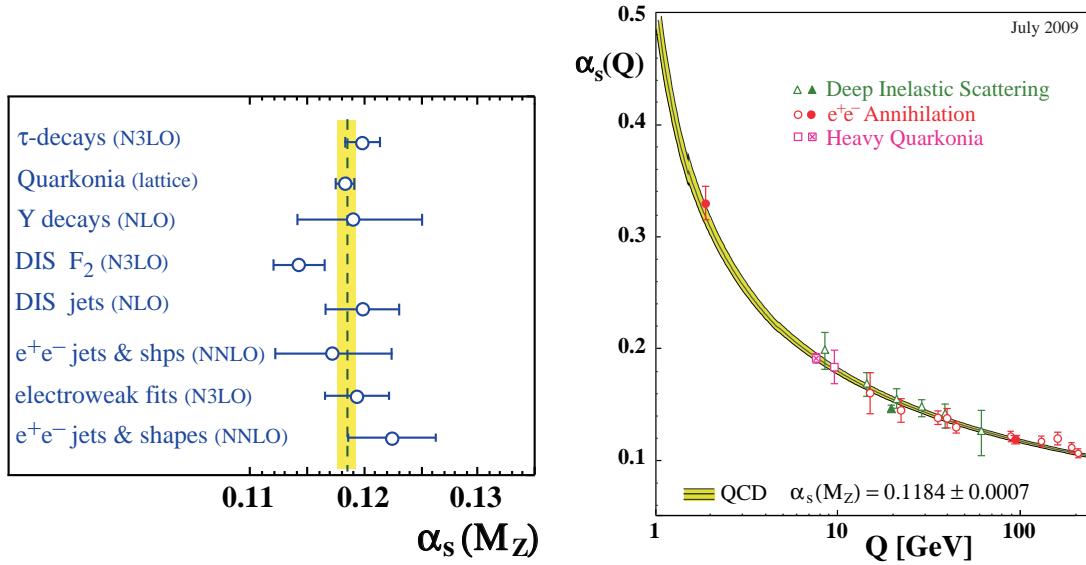 τ-decays (N3LO)
Quarkonia (lattice)
Υ decays (NLO)
DIS F₂ (N3LO)
DIS jets (NLO)
e⁺e⁻ jets & shps (NNLO)
electroweak fits (N3LO)
e⁺e⁻ jets & shapes (NNLO)
0.11 0.12 0.13
αₛ(M_Z)
0.5
αₛ(Q)
0.4
0.3
0.2
0.1
July 2009
Deep Inelastic Scattering
e⁺e⁻ Annihilation
Heavy Quarkonia
QCD αₛ(M_Z) = 0.1184 ± 0.0007
1 10 100
Q [GeV]